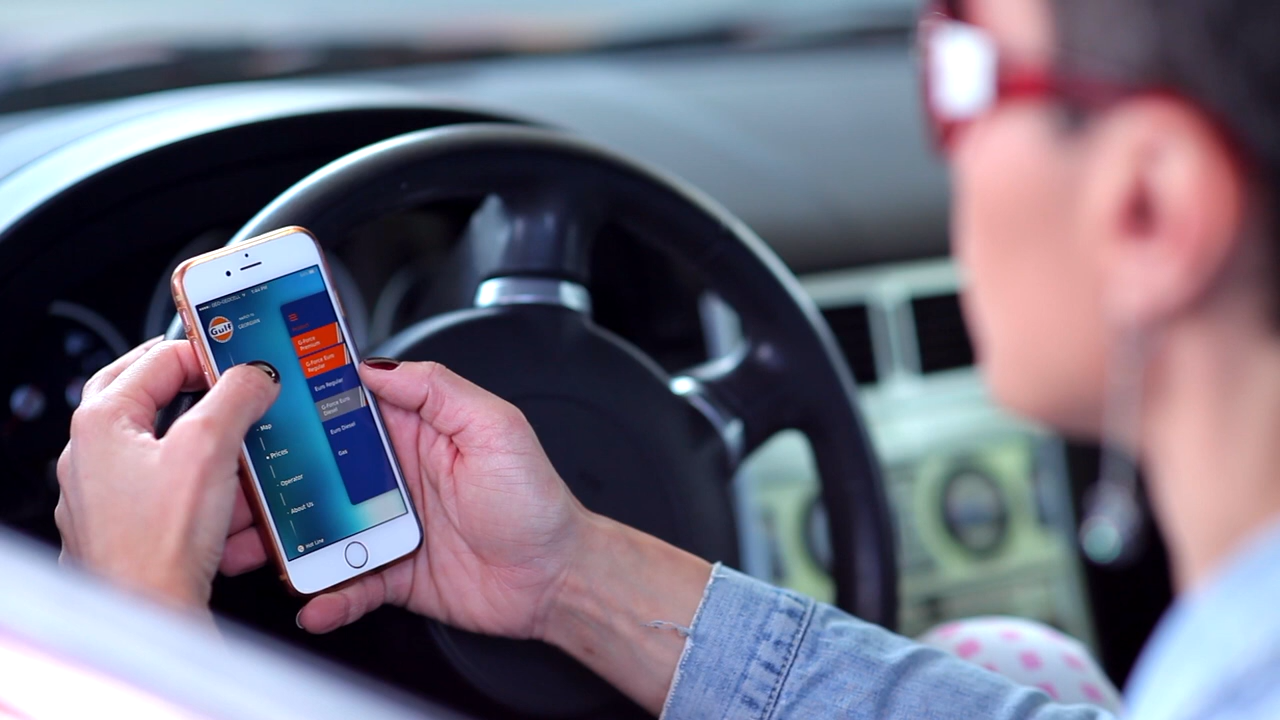 Gulf
GEORGIAN
G-Force
Premium
G-Force Euro
Regular
Euro Regular
G-Force Euro
Diesel
Euro Diesel
Gas
Map
Prices
Operator
About Us
Hot Line